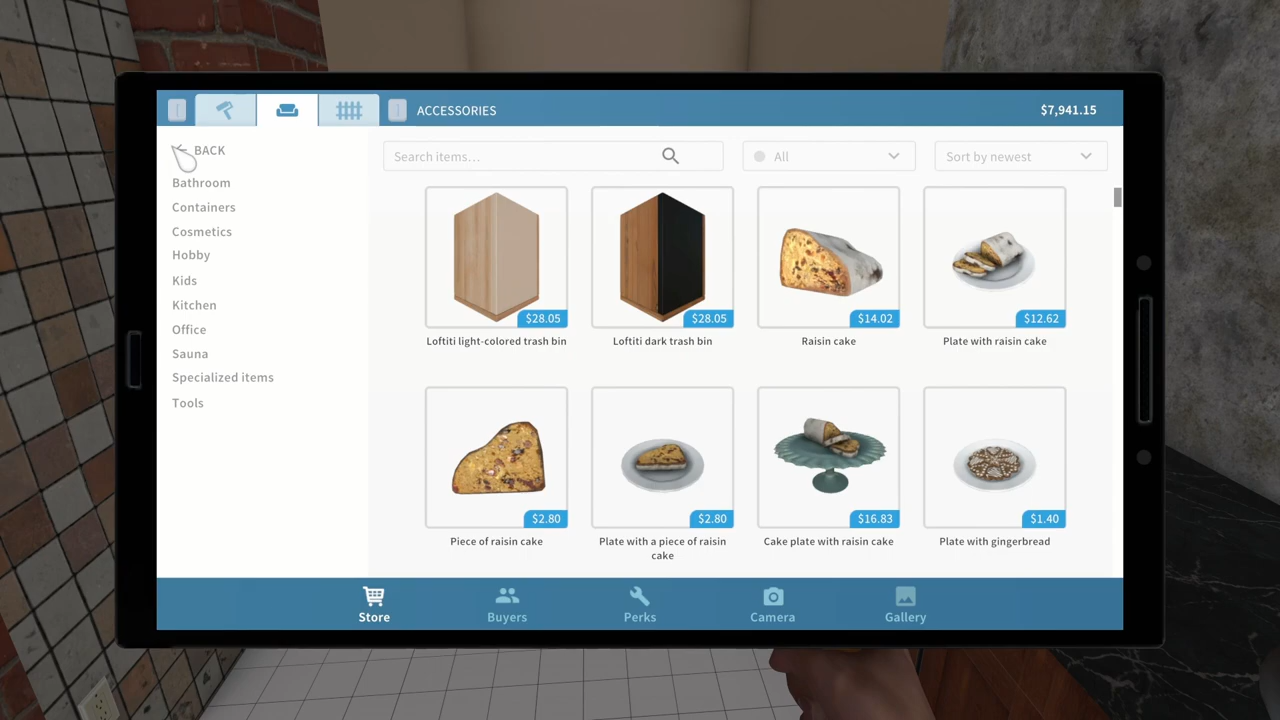 ACCESSORIES
$7,941.15
BACK
Search items...
All
Sort by newest
Bathroom
Containers
Cosmetics
Hobby
Kids
Kitchen
Office
Sauna
Specialized items
Tools
$28.05
$28.05
$14.02
$12.62
Loftiti light-colored trash bin
Loftiti dark trash bin
Raisin cake
Plate with raisin cake
$2.80
$2.80
$16.83
$1.40
Piece of raisin cake
Plate with a piece of raisin
cake
Cake plate with raisin cake
Plate with gingerbread
Store
Buyers
Perks
Camera
Gallery